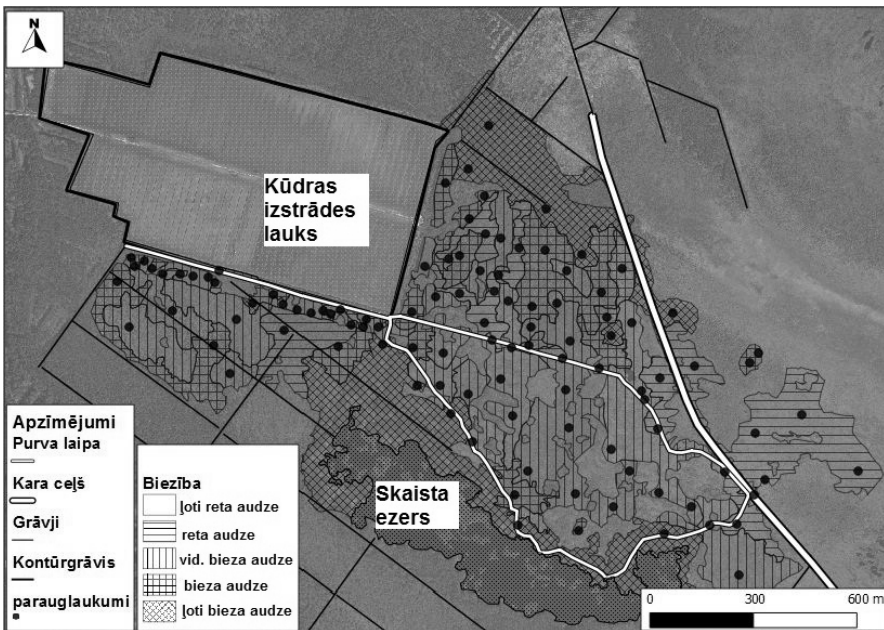 N
Kūdras
izstrādes
lauks
Skaista
ezers
Apzīmējumi
Purva laipa
Kara ceļš
Grāvji
Kontūrgrāvis
parauglaukumi
Biezība
ļoti reta audze
reta audze
vid. bieza audze
bieza audze
ļoti bieza audze
0 300 600 m